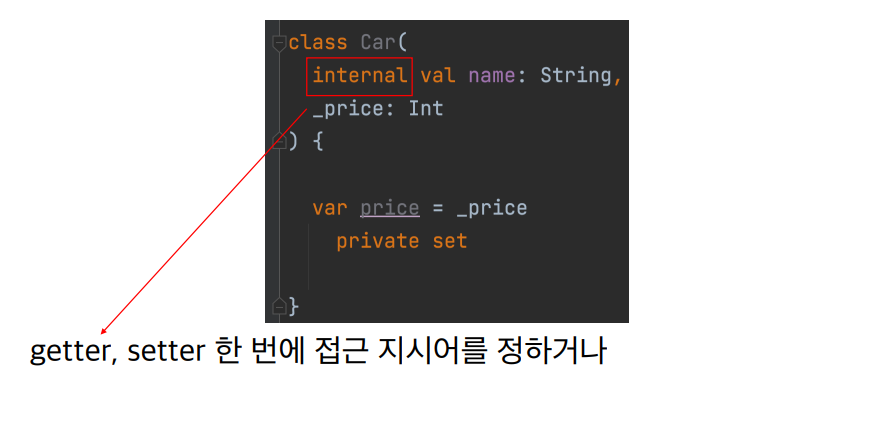 class Car(
internal val name: String,
_price: Int
) {
var price = _price
private set
}
getter, setter 한 번에 접근 지시어를 정하거나